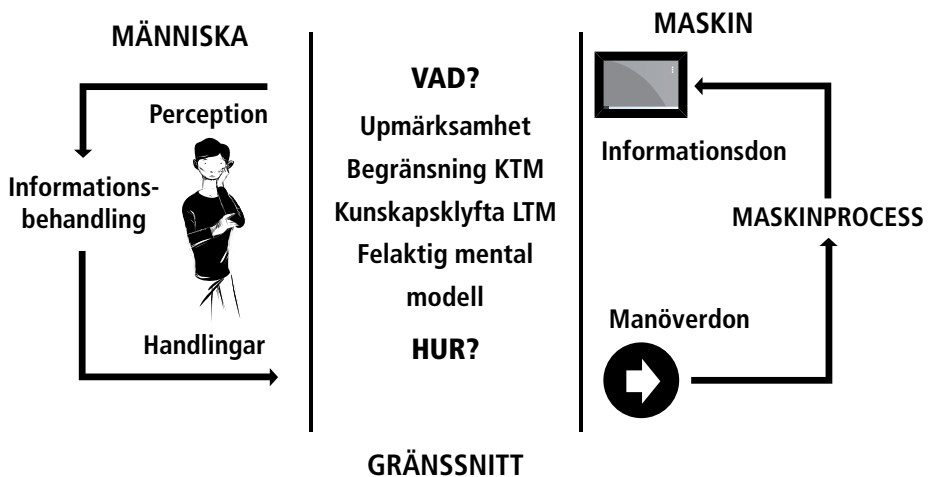 MÄNNISKA
Perception
Informations-
behandling
Handlingar
VAD?
Upmärksamhet
Begränsning KTM
Kunskapsklyfta LTM
Felaktig mental
modell
HUR?
GRÄNSSNITT
MASKIN
Informationsdon
MASKINPROCESS
Manöverdon